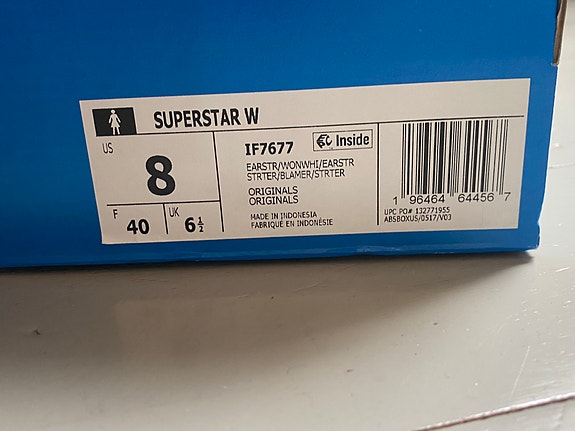 SUPERSTAR W
US
8
F
40
UK
6½
IF7677
Inside
EARSTR/WONWHI/EARSTR
STRTER/BLAMER/STRTER
ORIGINALS
ORIGINALS
MADE IN INDONESIA
FABRIQUÉ EN INDONÉSIE
1 96464 64456 7
UPC PO# 132771955
ABSBOXUS/0517/V03